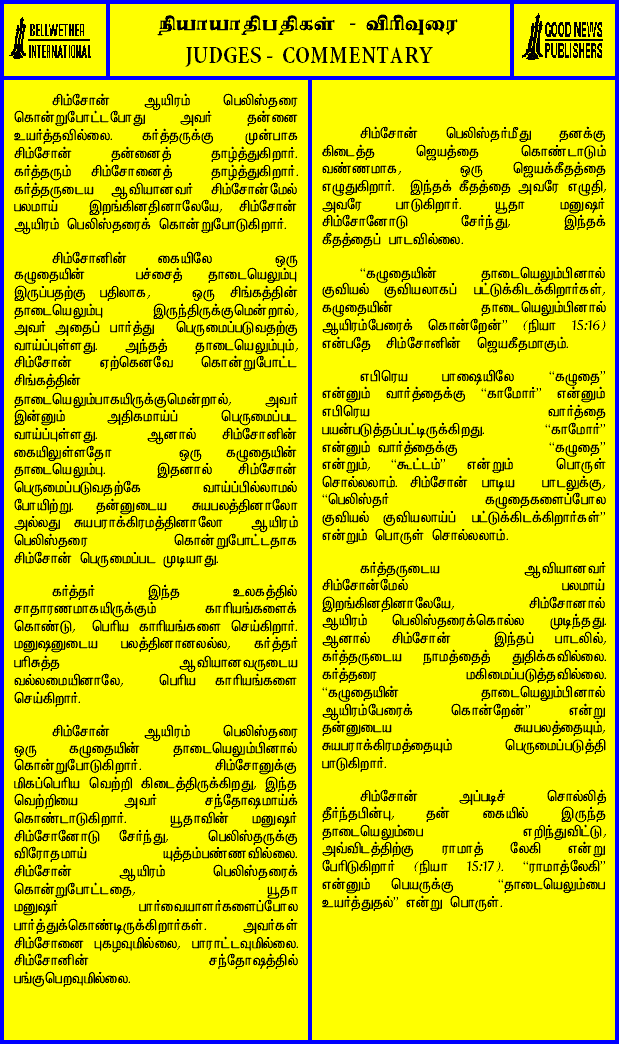 BELLWETHER
INTERNATIONAL
நியாயாதிபதிகள் - விரிவுரை
JUDGES - COMMENTARY
GOOD NEWS
PUBLISHERS
சிம்சோன் ஆயிரம் பெலிஸ்தரை
கொன்றுபோட்டபோது அவர் தன்னை
உயர்த்தவில்லை. கர்த்தருக்கு முன்பாக
சிம்சோன் தன்னைத் தாழ்த்துகிறார்.
கர்த்தரும் சிம்சோனைத் தாழ்த்துகிறார்.
கர்த்தருடைய ஆவியானவர் சிம்சோன்மேல்
பலமாய் இறங்கினதினாலேயே, சிம்சோன்
ஆயிரம் பெலிஸ்தரைக் கொன்றுபோடுகிறார்.
சிம்சோனின் கையிலே ஒரு
கழுதையின் பச்சைத் தாடையெலும்பு
இருப்பதற்கு பதிலாக, ஒரு சிங்கத்தின்
தாடையெலும்பு இருந்திருக்குமென்றால்,
அவர் அதைப் பார்த்து பெருமைப்படுவதற்கு
வாய்ப்புள்ளது. அந்தத் தாடையெலும்பும்,
சிம்சோன் ஏற்கெனவே கொன்றுபோட்ட
சிங்கத்தின்
தாடையெலும்பாகயிருக்குமென்றால், அவர்
இன்னும் அதிகமாய்ப் பெருமைப்பட
வாய்ப்புள்ளது. ஆனால் சிம்சோனின்
கையிலுள்ளதோ ஒரு கழுதையின்
தாடையெலும்பு. இதனால் சிம்சோன்
பெருமைப்படுவதற்கே வாய்ப்பில்லாமல்
போயிற்று. தன்னுடைய சுயபலத்தினாலோ
அல்லது சுயபராக்கிரமத்தினாலோ ஆயிரம்
பெலிஸ்தரை கொன்றுபோட்டதாக
சிம்சோன் பெருமைப்பட முடியாது.
கர்த்தர் இந்த உலகத்தில்
சாதாரணமாகயிருக்கும் காரியங்களைக்
கொண்டு, பெரிய காரியங்களை செய்கிறார்.
மனுஷனுடைய பலத்தினாலல்ல, கர்த்தர்
பரிசுத்த ஆவியானவருடைய
வல்லமையினாலே, பெரிய காரியங்களை
செய்கிறார்.
சிம்சோன் ஆயிரம் பெலிஸ்தரை
ஒரு கழுதையின் தாடையெலும்பினால்
கொன்றுபோடுகிறார். சிம்சோனுக்கு
மிகப்பெரிய வெற்றி கிடைத்திருக்கிறது. இந்த
வெற்றியை அவர் சந்தோஷமாய்க்
கொண்டாடுகிறார். யூதாவின் மனுஷர்
சிம்சோனோடு சேர்ந்து, பெலிஸ்தருக்கு
விரோதமாய் யுத்தம்பண்ணவில்லை.
சிம்சோன் ஆயிரம் பெலிஸ்தரைக்
கொன்றுபோட்டதை, யூதா
மனுஷர் பார்வையாளர்களைப்போல
பார்த்துக்கொண்டிருக்கிறார்கள். அவர்கள்
சிம்சோனை புகழவுமில்லை, பாராட்டவுமில்லை.
சிம்சோனின் சந்தோஷத்தில்
பங்குபெறவுமில்லை.
சிம்சோன் பெலிஸ்தர்மீது தனக்கு
கிடைத்த ஜெயத்தை கொண்டாடும்
வண்ணமாக, ஒரு ஜெயக்கீதத்தை
எழுதுகிறார். இந்தக் கீதத்தை அவரே எழுதி,
அவரே பாடுகிறார். யூதா மனுஷர்
சிம்சோனோடு சேர்ந்து, இந்தக்
கீதத்தைப் பாடவில்லை.
“கழுதையின் தாடையெலும்பினால்
குவியல் குவியலாகப் பட்டுக்கிடக்கிறார்கள்,
கழுதையின் தாடையெலும்பினால்
ஆயிரம்பேரைக் கொன்றேன்” (நியா 15:16)
என்பதே சிம்சோனின் ஜெயகீதமாகும்.
எபிரெய பாஷையிலே “கழுதை”
என்னும் வார்த்தைக்கு “காமோர்” என்னும்
எபிரெய வார்த்தை
பயன்படுத்தப்பட்டிருக்கிறது. “காமோர்”
என்னும் வார்த்தைக்கு “கழுதை”
என்றும், “கூட்டம்” என்றும் பொருள்
சொல்லலாம். சிம்சோன் பாடிய பாடலுக்கு,
“பெலிஸ்தர் கழுதைகளைப்போல
குவியல் குவியலாய்ப் பட்டுக்கிடக்கிறார்கள்”
என்றும் பொருள் சொல்லலாம்.
கர்த்தருடைய ஆவியானவர்
சிம்சோன்மேல் பலமாய்
இறங்கினதினாலேயே, சிம்சோனால்
ஆயிரம் பெலிஸ்தரைக்கொல்ல முடிந்தது.
ஆனால் சிம்சோன் இந்தப் பாடலில்,
கர்த்தருடைய நாமத்தைத் துதிக்கவில்லை.
கர்த்தரை மகிமைப்படுத்தவில்லை.
“கழுதையின் தாடையெலும்பினால்
ஆயிரம்பேரைக் கொன்றேன்” என்று
தன்னுடைய சுயபலத்தையும்,
சுயபராக்கிரமத்தையும் பெருமைப்படுத்தி
பாடுகிறார்.
சிம்சோன் அப்படிச் சொல்லித்
தீர்ந்தபின்பு, தன் கையில் இருந்த
தாடையெலும்பை எறிந்துவிட்டு,
அவ்விடத்திற்கு ராமாத் லேகி என்று
பேரிடுகிறார் (நியா 15:17). “ராமாத்லேகி”
என்னும் பெயருக்கு “தாடையெலும்பை
உயர்த்துதல்” என்று பொருள்.